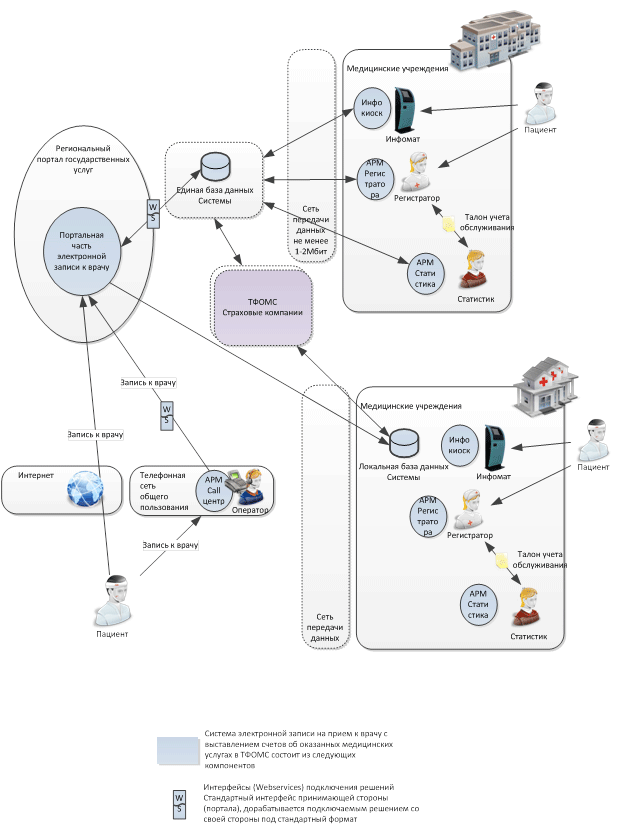 Медицинские учреждения
Инфо
киоск
Инфомат
Пациент
Региональный
портал государственных
услуг
АРМ
Регис
трато
ра
Регистратор
Единая база данных
Системы
W
S
Сеть
передачи
данных
не менее
1-2Мбит
Талон учета
обслуживания
Портальная
часть
электронной
записи к врачу
АРМ
Стати
стика
Статистик
ТФОМС
Страховые компании
Запись к врачу
W
S
Запись к врачу
Медицинские учреждения
Инфо
киоск
Локальная база данных
Системы
Инфомат
Пациент
Интернет
Телефонная
сеть
общего
пользования
АРМ
Call
центр
Оператор
АРМ
Регис
трато
ра
Регистратор
Запись к врачу
Талон учета
обслуживания
АРМ
Стати
стика
Статистик
Пациент
Сеть
передачи
данных
Система электронной записи на прием к врачу с
выставлением счетов об оказанных медицинских
услугах в ТФОМС состоит из следующих
компонентов
W
S
Интерфейсы (Webservices) подключения решений
Стандартный интерфейс принимающей стороны
(портала), дорабатывается подключаемым решением со
своей стороны под стандартный формат